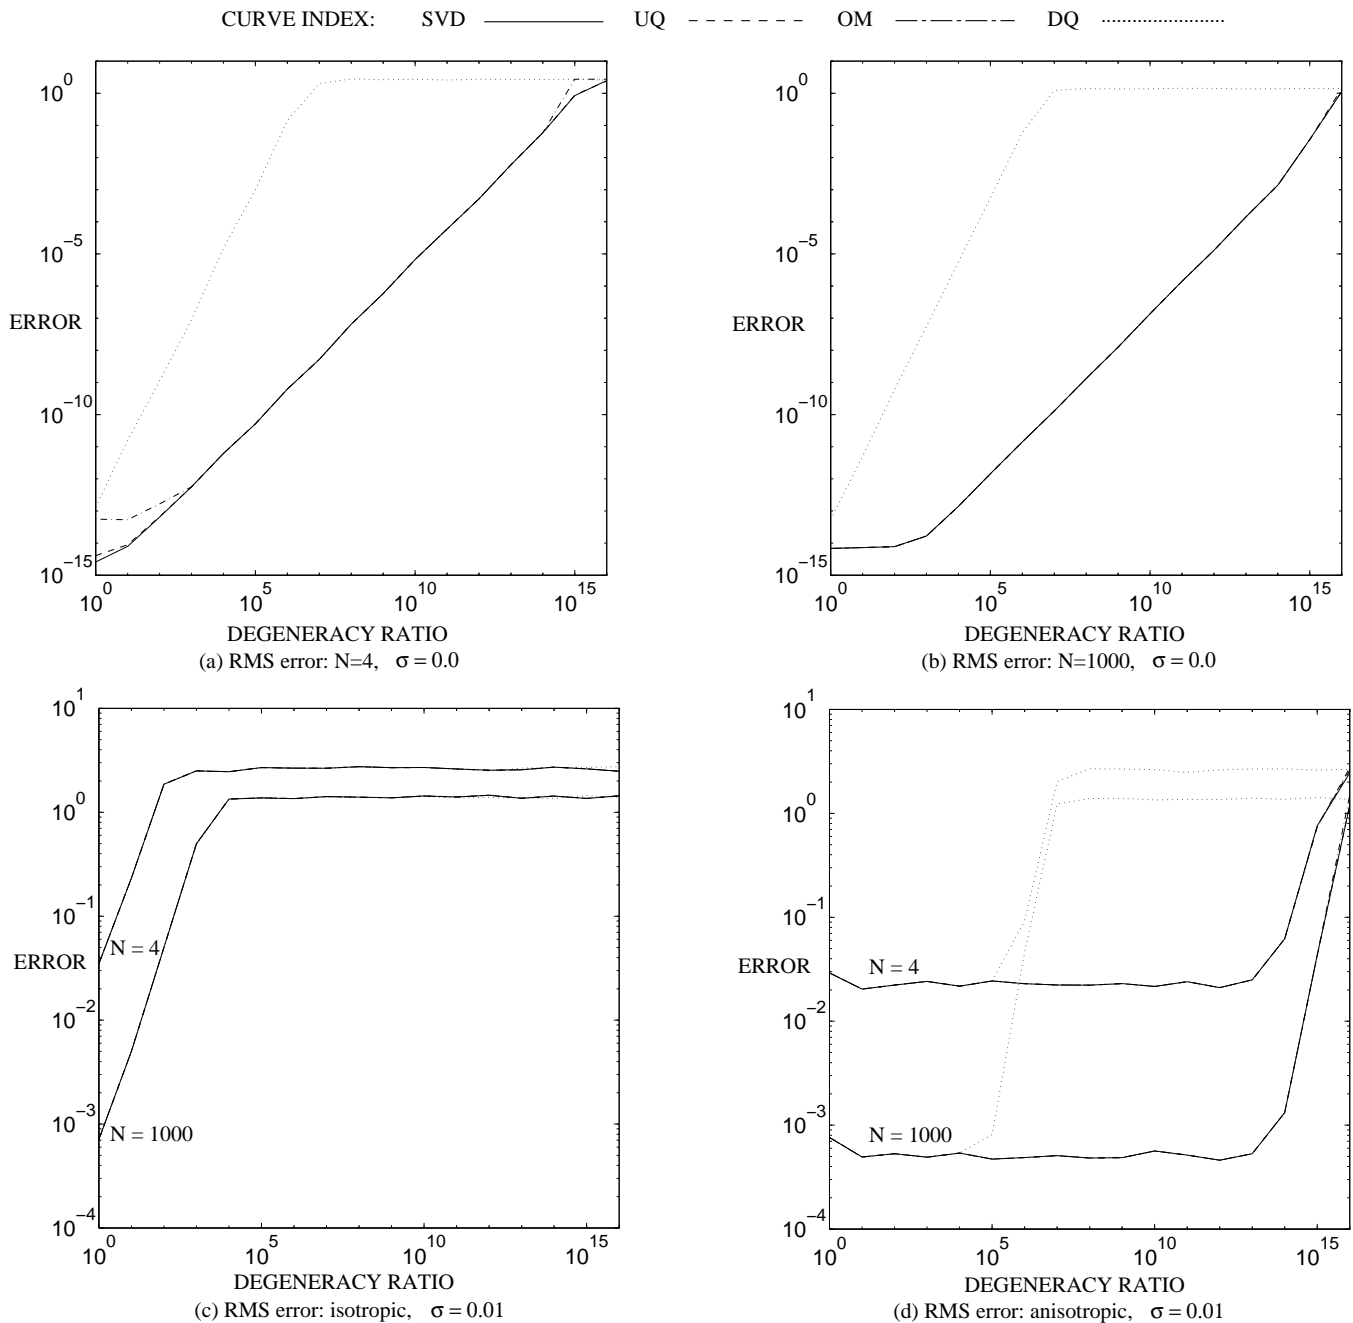 CURVE INDEX: SVD UQ OM DQ
10^0
10^-5
ERROR
10^-10
10^-15
10^0 10^5 10^10 10^15
DEGENERACY RATIO
(a) RMS error: N=4, σ = 0.0
10^0
10^-5
ERROR
10^-10
10^-15
10^0 10^5 10^10 10^15
DEGENERACY RATIO
(b) RMS error: N=1000, σ = 0.0
10^1
10^0
10^-1
N = 4
ERROR
10^-2
10^-3
N = 1000
10^-4
10^0 10^5 10^10 10^15
DEGENERACY RATIO
(c) RMS error: isotropic, σ = 0.01
10^1
10^0
10^-1
N = 4
ERROR
10^-2
10^-3
N = 1000
10^-4
10^0 10^5 10^10 10^15
DEGENERACY RATIO
(d) RMS error: anisotropic, σ = 0.01